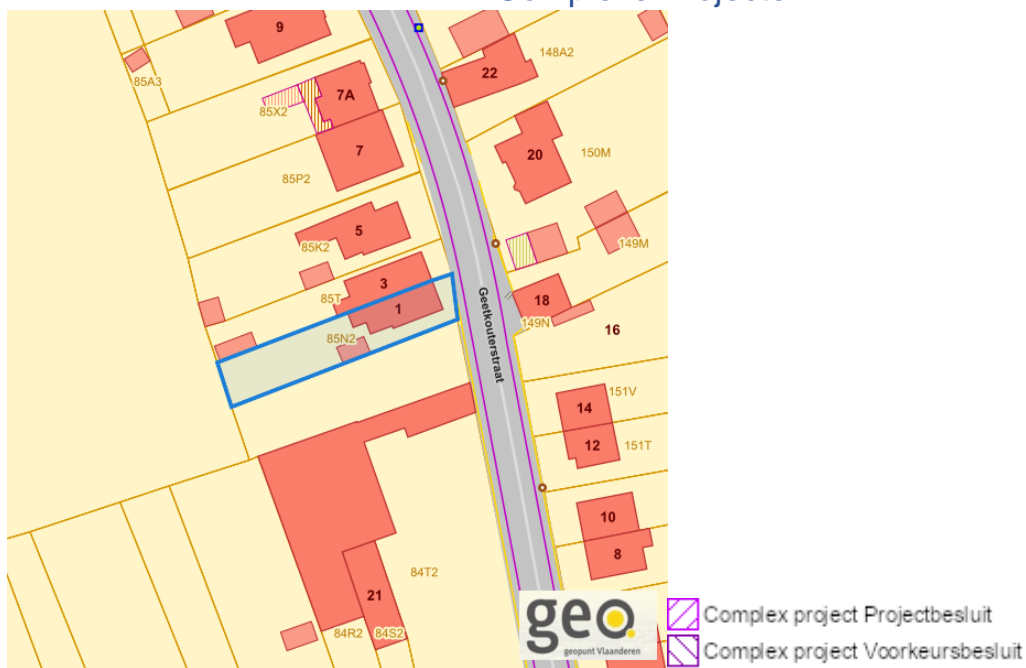 9
148A2
22
85A3
7A
85X2
7
20
150M
85P2
5
85K2
149M
3
85T
1
Geetkouterstraat
18
149N
16
85N2
151V
14
12
151T
10
8
84T2
21
84R2
84S2
geo.
geopunt Vlaanderen
Complex project Projectbesluit
Complex project Voorkeursbesluit